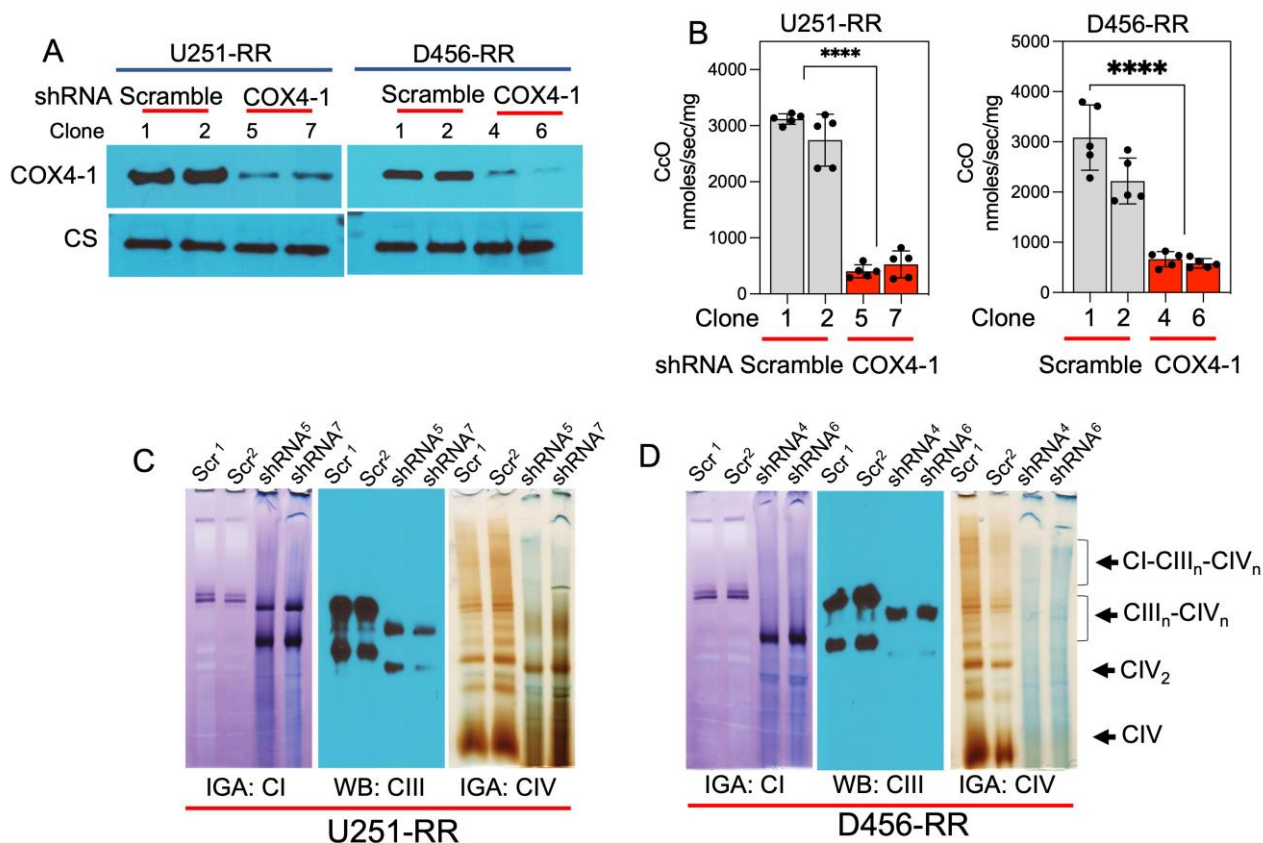 A
U251-RR
D456-RR
shRNA Scramble COX4-1 Scramble COX4-1
Clone 1 2 5 7 1 2 4 6
COX4-1
CS
B
U251-RR
D456-RR
CcO
nmoles/sec/mg
4000
3000
2000
1000
0
****
Clone 1 2 5 7
shRNA Scramble COX4-1
CcO
nmoles/sec/mg
5000
4000
3000
2000
1000
0
****
Clone 1 2 4 6
Scramble COX4-1
C
Scr¹ Scr² shRNA⁵ shRNA⁷ Scr¹ Scr² shRNA⁵ shRNA⁷ Scr¹ Scr² shRNA⁵ shRNA⁷
IGA: CI WB: CIII IGA: CIV
U251-RR
D
Scr¹ Scr² shRNA⁴ shRNA⁶ Scr¹ Scr² shRNA⁴ shRNA⁶ Scr¹ Scr² shRNA⁴ shRNA⁶
CI-CIIIₙ-CIVₙ
CIIIₙ-CIVₙ
CIV₂
CIV
IGA: CI WB: CIII IGA: CIV
D456-RR